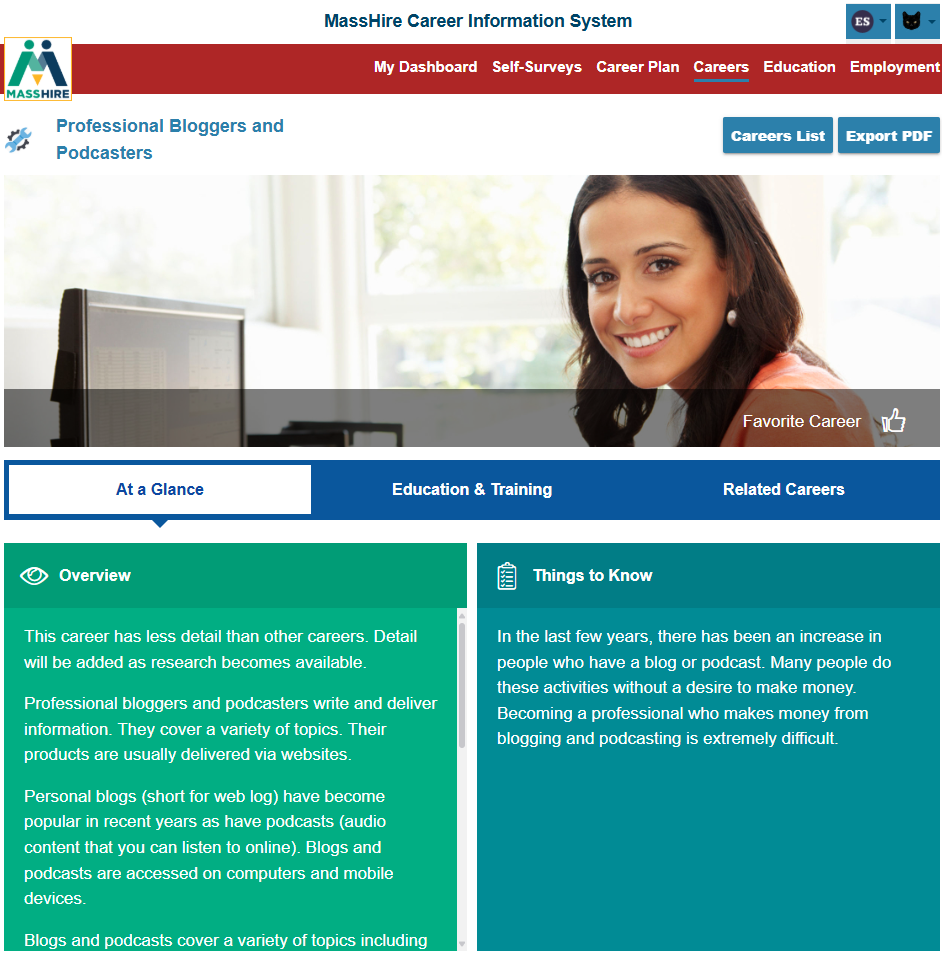 MassHire Career Information System
ES
MASSHIRE
My Dashboard Self-Surveys Career Plan Careers Education Employment
Professional Bloggers and
Podcasters
Careers List Export PDF
Favorite Career
At a Glance Education & Training Related Careers
Overview
This career has less detail than other careers. Detail
will be added as research becomes available.
Professional bloggers and podcasters write and deliver
information. They cover a variety of topics. Their
products are usually delivered via websites.
Personal blogs (short for web log) have become
popular in recent years as have podcasts (audio
content that you can listen to online). Blogs and
podcasts are accessed on computers and mobile
devices.
Blogs and podcasts cover a variety of topics including
Things to Know
In the last few years, there has been an increase in
people who have a blog or podcast. Many people do
these activities without a desire to make money.
Becoming a professional who makes money from
blogging and podcasting is extremely difficult.